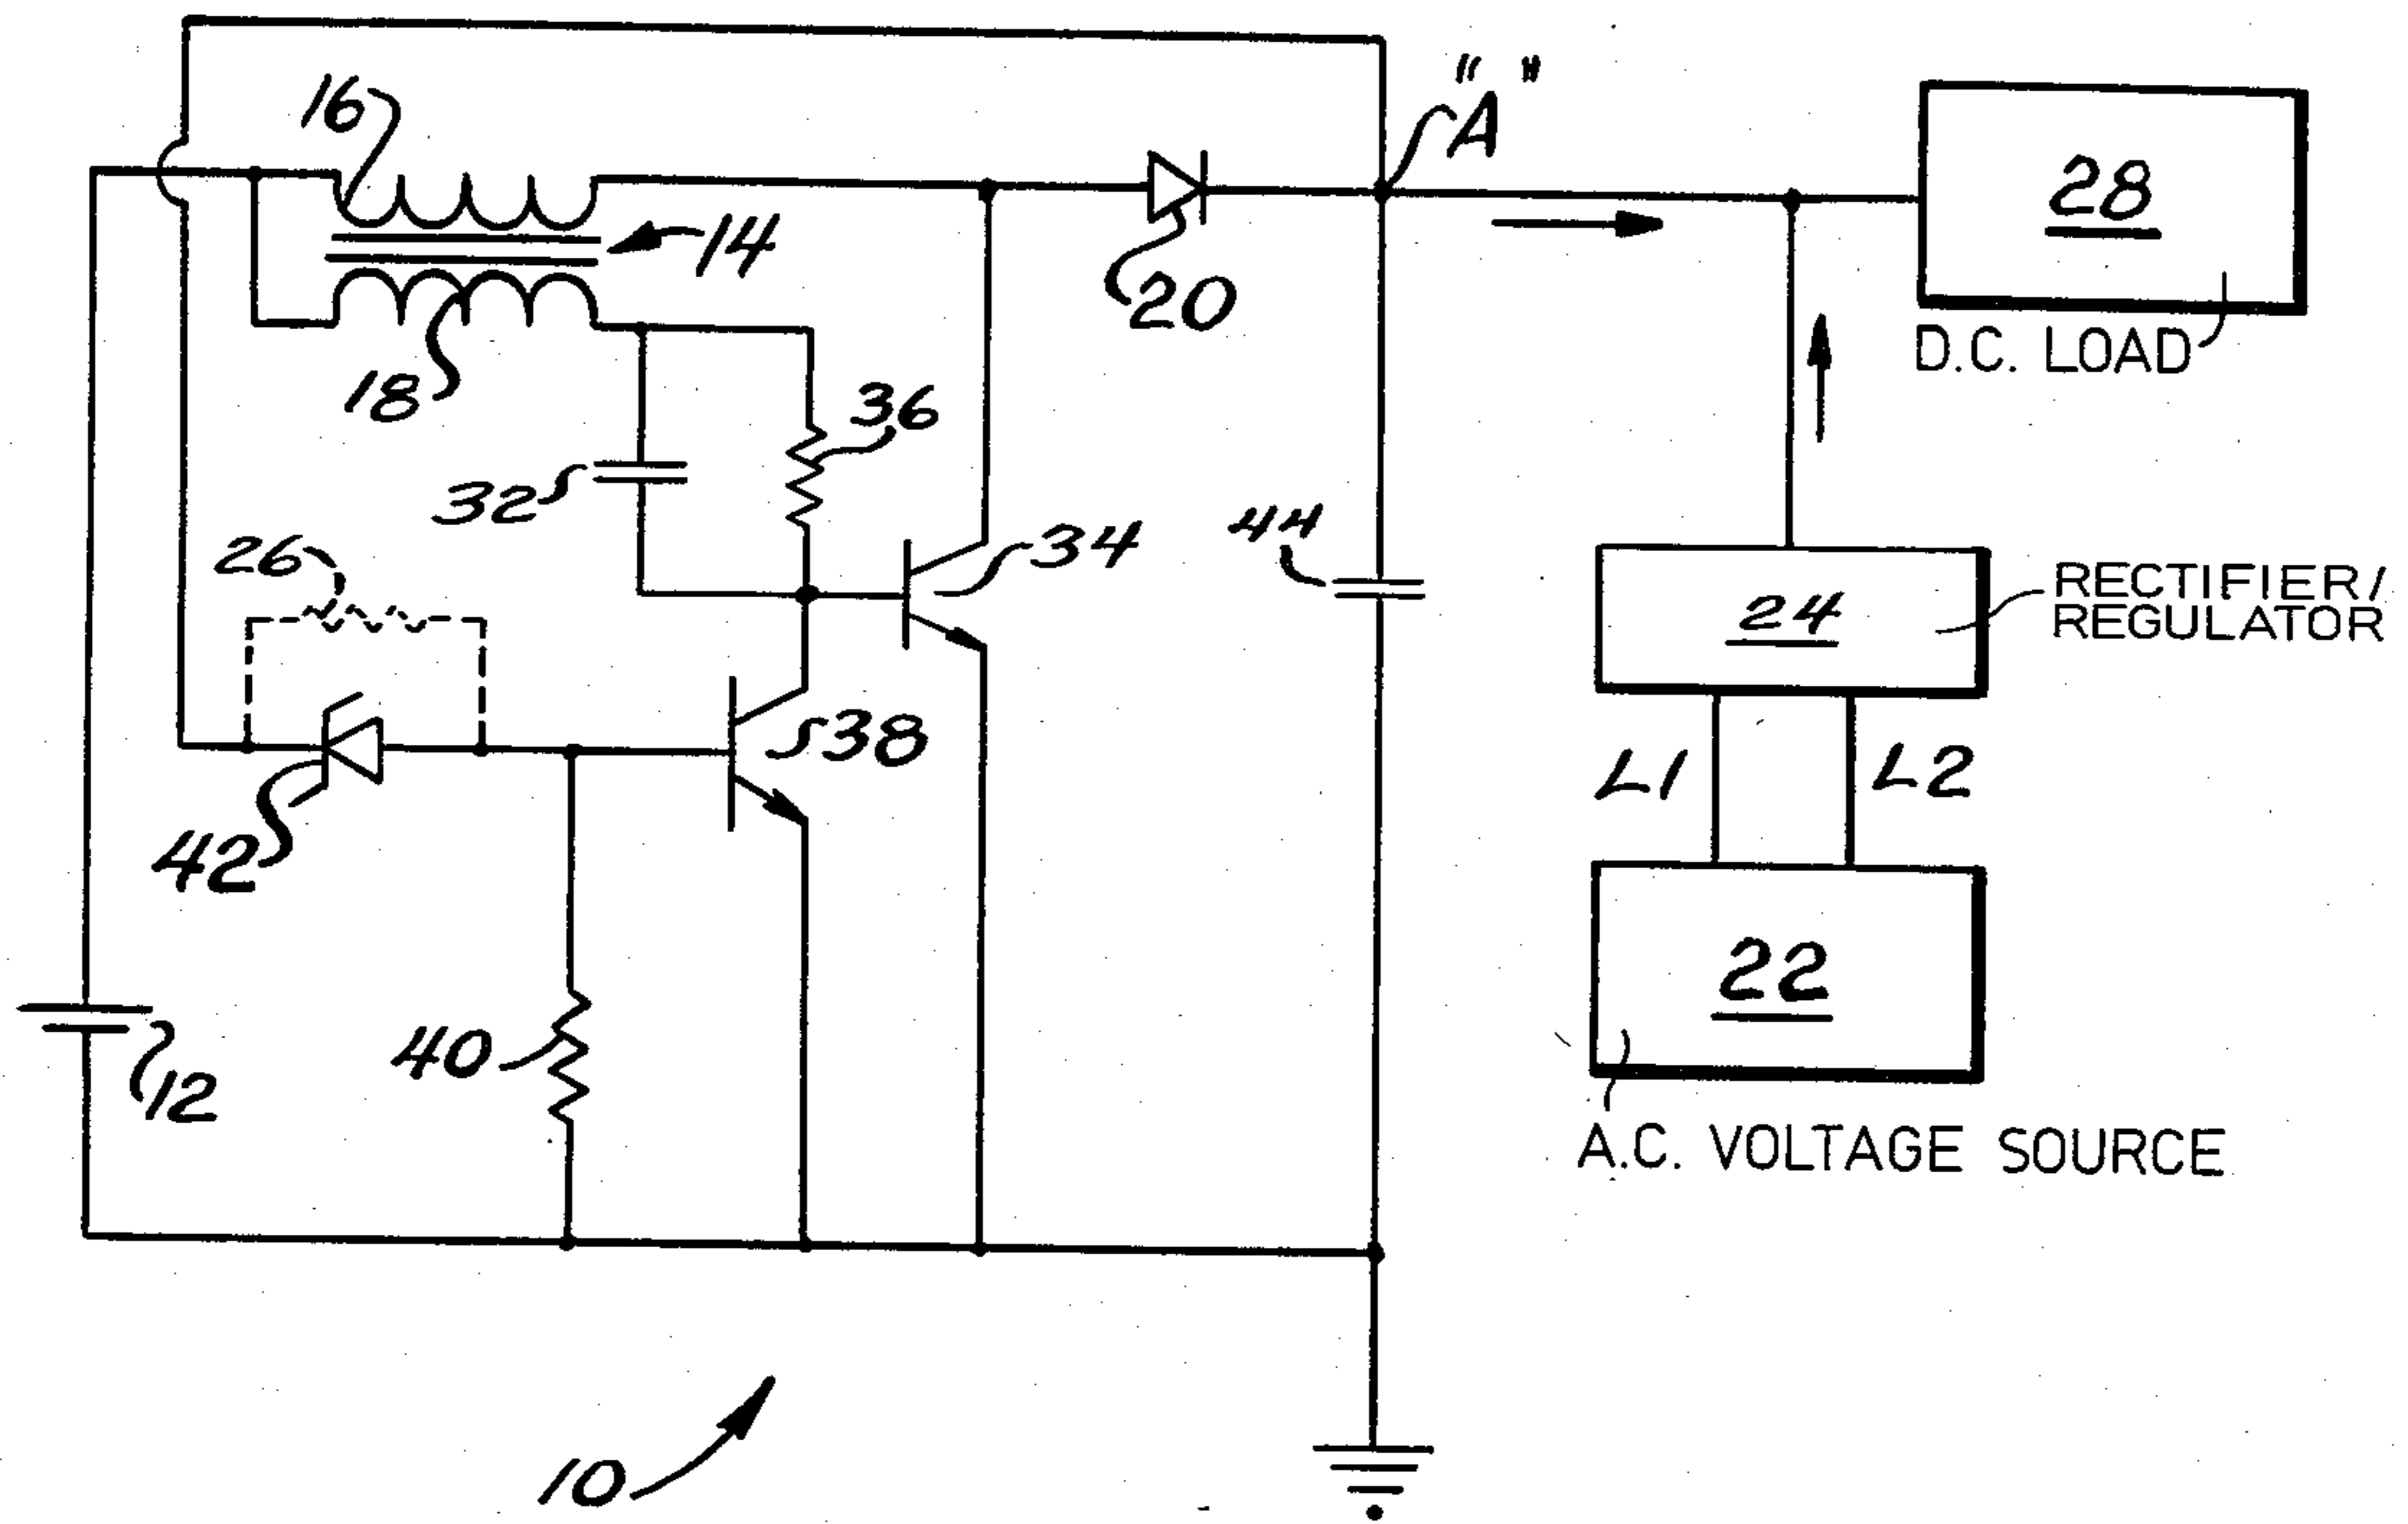 16
"A"
28
14
20
D.C. LOAD
18
36
32
34
44
26
24
RECTIFIER/
REGULATOR
38
L1
L2
42
22
40
12
A.C. VOLTAGE SOURCE
10